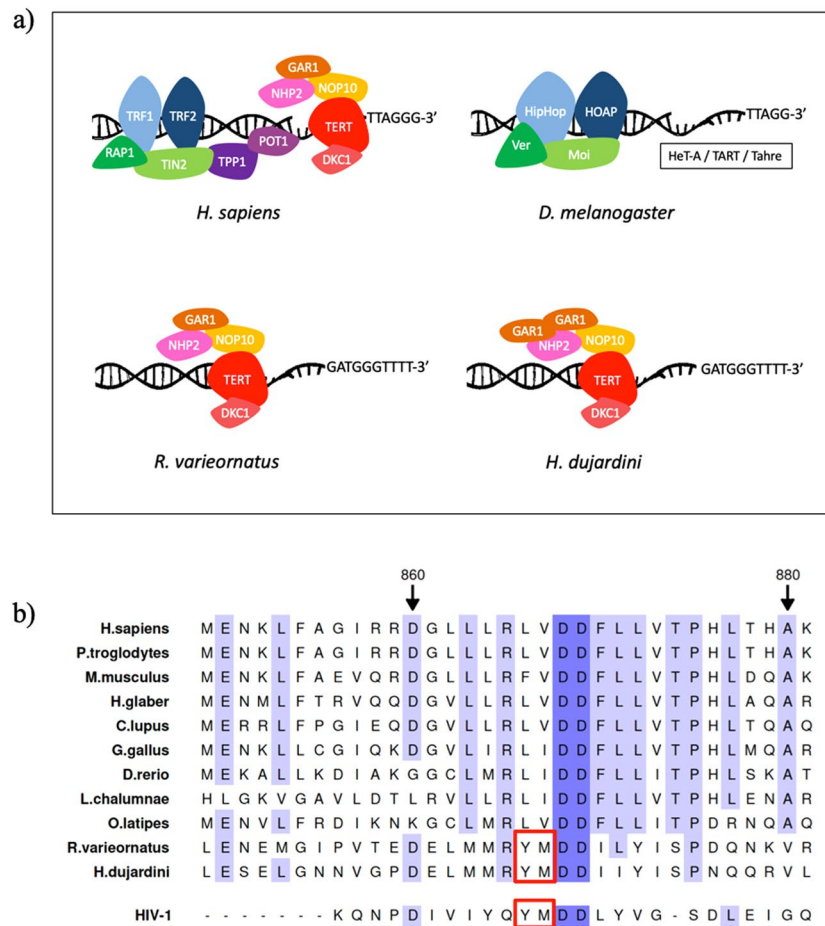 a)
GAR1
NHP2 NOP10
TRF1 TRF2 TERT TTAGGG-3'
RAP1 TIN2 TPP1 POT1 DKC1
H. sapiens
HipHop HOAP TTAGG-3'
Ver Moi HeT-A / TART / Tahre
D. melanogaster
GAR1
NHP2 NOP10
TERT GATGGGTTTT-3'
DKC1
R. varieornatus
GAR1 GAR1
NHP2 NOP10
TERT GATGGGTTTT-3'
DKC1
H. dujardini
b)
860 880
H.sapiens M E N K L F A G I R R D G L L L R L V D D F L L V T P H L T H A K
P.troglodytes M E N K L F A G I R R D G L L L R L V D D F L L V T P H L T H A K
M.musculus M E N K L F A E V Q R D G L L L R F V D D F L L V T P H L D Q A K
H.glaber M E N M L F T R V Q Q D G V L L R L V D D F L L V T P H L A Q A R
C.lupus M E R R L F P G I E Q D G V L L R L V D D F L L V T P H L T Q A Q
G.gallus M E N K L L C G I Q K D G V L I R L I D D F L L V T P H L M Q A R
D.rerio M E K A L L K D I A K G G C L M R L I D D F L L I T P H L S K A T
L.chalumnae H L G K V G A V L D T L R V L L R L I D D F L L V T P H L E N A R
O.latipes M E N V L F R D I K N K G C L M R L V D D F L L I T P D R N Q A Q
R.varieornatus L E N E M G I P V T E D E L M M R Y M D D I L Y I S P D Q N K V R
H.dujardini L E S E L G N N V G P D E L M M R Y M D D I I Y I S P N Q Q R V L
HIV-1 - - - - - - - K Q N P D I V I Y Q Y M D D L Y V G - S D L E I G Q